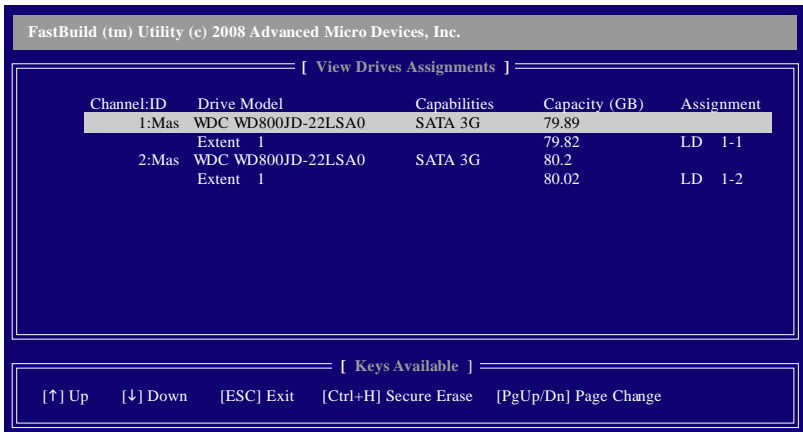 FastBuild (tm) Utility (c) 2008 Advanced Micro Devices, Inc.
[ View Drives Assignments ]
Channel:ID Drive Model Capabilities Capacity (GB) Assignment
1:Mas WDC WD800JD-22LSA0 SATA 3G 79.89
Extent 1 79.82 LD 1-1
2:Mas WDC WD800JD-22LSA0 SATA 3G 80.2
Extent 1 80.02 LD 1-2
[ Keys Available ]
[↑] Up [↓] Down [ESC] Exit [Ctrl+H] Secure Erase [PgUp/Dn] Page Change